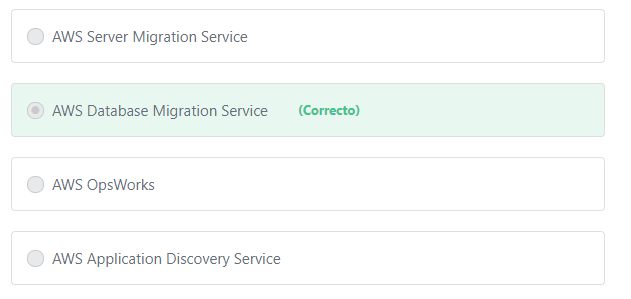 AWS Server Migration Service
AWS Database Migration Service (Correcto)
AWS OpsWorks
AWS Application Discovery Service